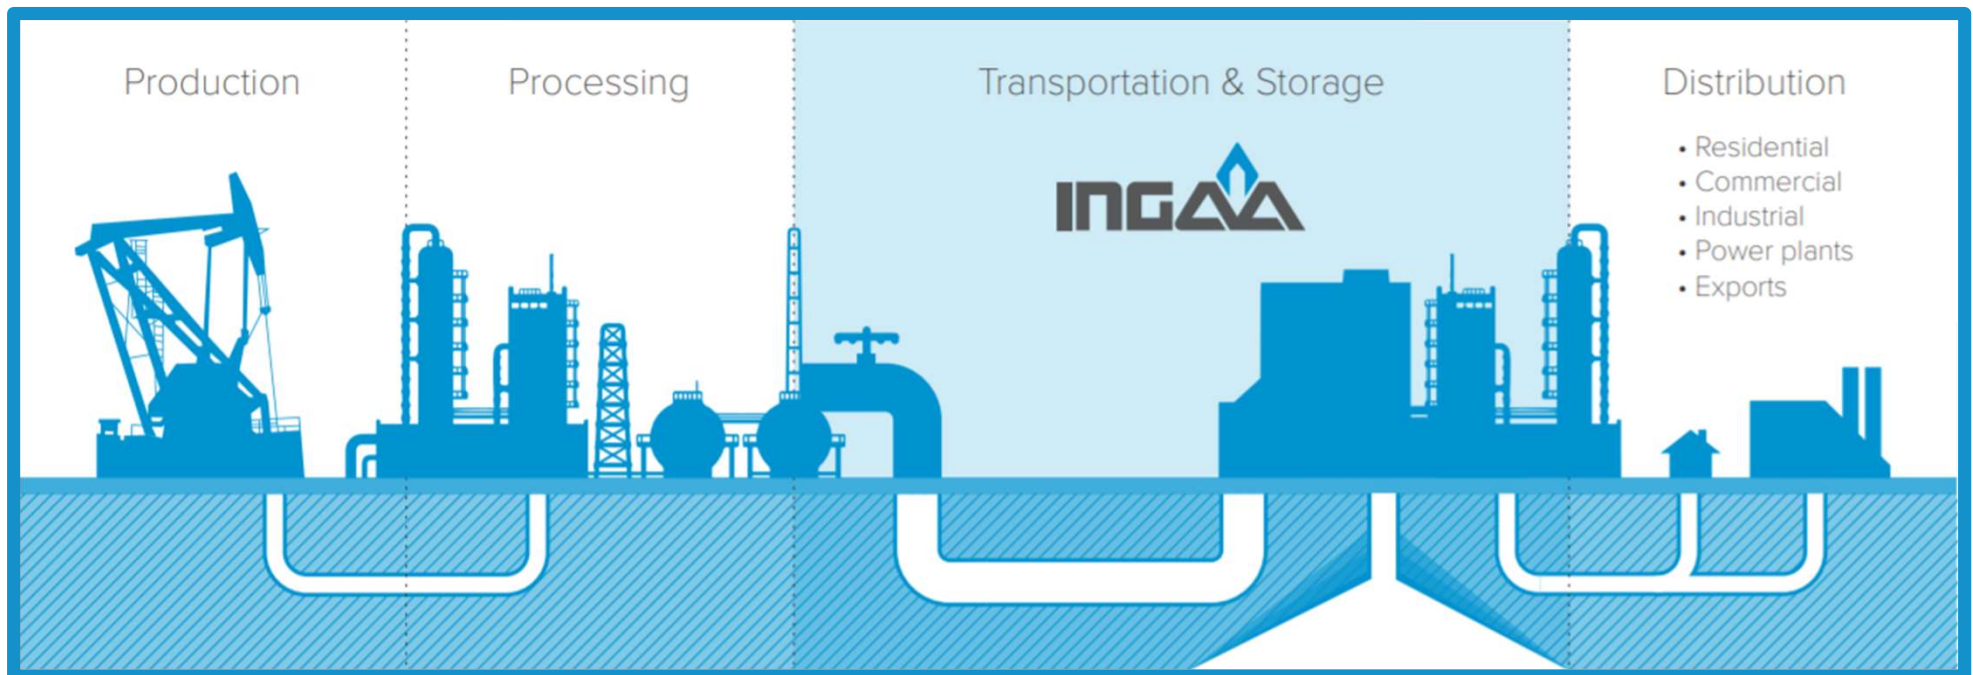 Production
Processing
Transportation & Storage
INGAA
Distribution
• Residential
• Commercial
• Industrial
• Power plants
• Exports